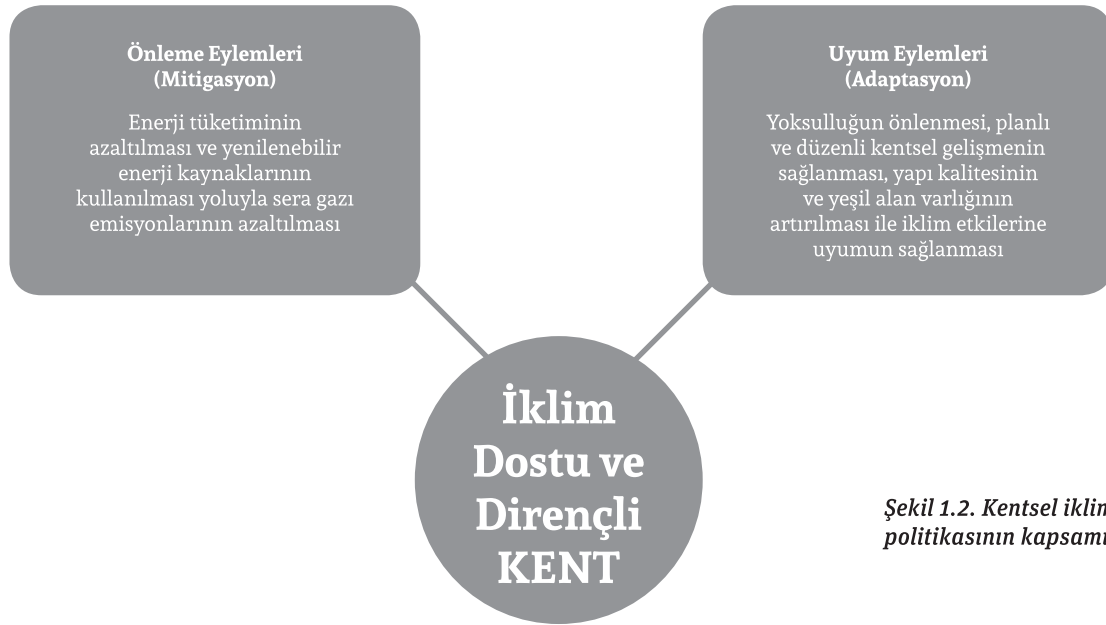 Önleme Eylemleri
(Mitigasyon)
Enerji tüketiminin
azaltılması ve yenilenebilir
enerji kaynaklarının
kullanılması yoluyla sera gazı
emisyonlarının azaltılması
Uyum Eylemleri
(Adaptasyon)
Yoksulluğun önlenmesi, planlı
ve düzenli kentsel gelişmenin
sağlanması, yapı kalitesinin
ve yeşil alan varlığının
artırılması ile iklim etkilerine
uyumun sağlanması
İklim
Dostu ve
Dirençli
KENT
Şekil 1.2. Kentsel iklim
politikasının kapsamı